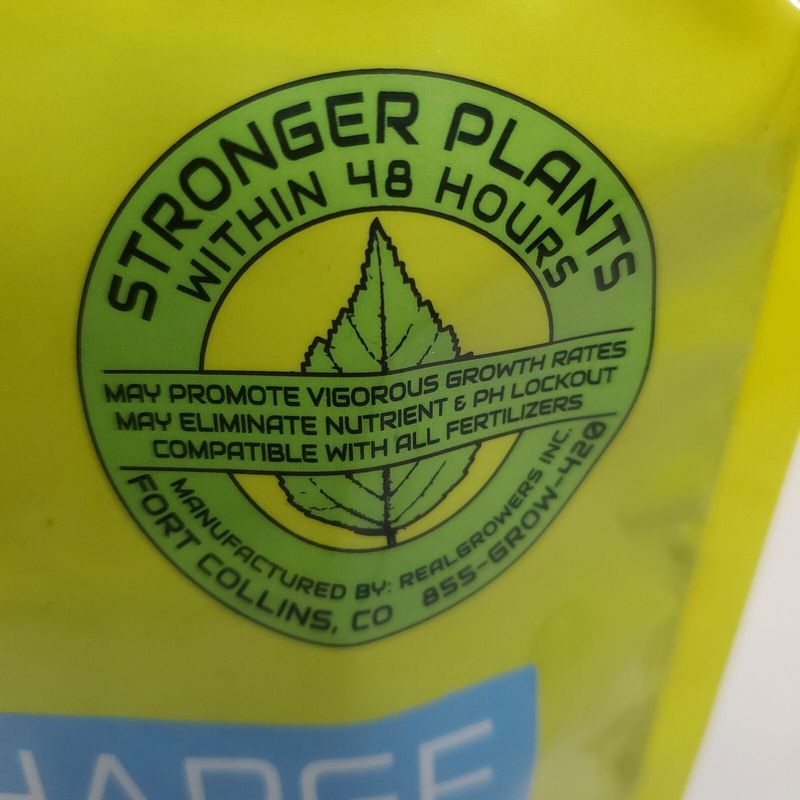 STRONGER PLANTS
WITHIN 48 HOURS
MAY PROMOTE VIGOROUS GROWTH RATES
MAY ELIMINATE NUTRIENT & PH LOCKOUT
COMPATIBLE WITH ALL FERTILIZERS
MANUFACTURED BY: REALGROWERS INC.
FORT COLLINS, CO 855-GROW-420